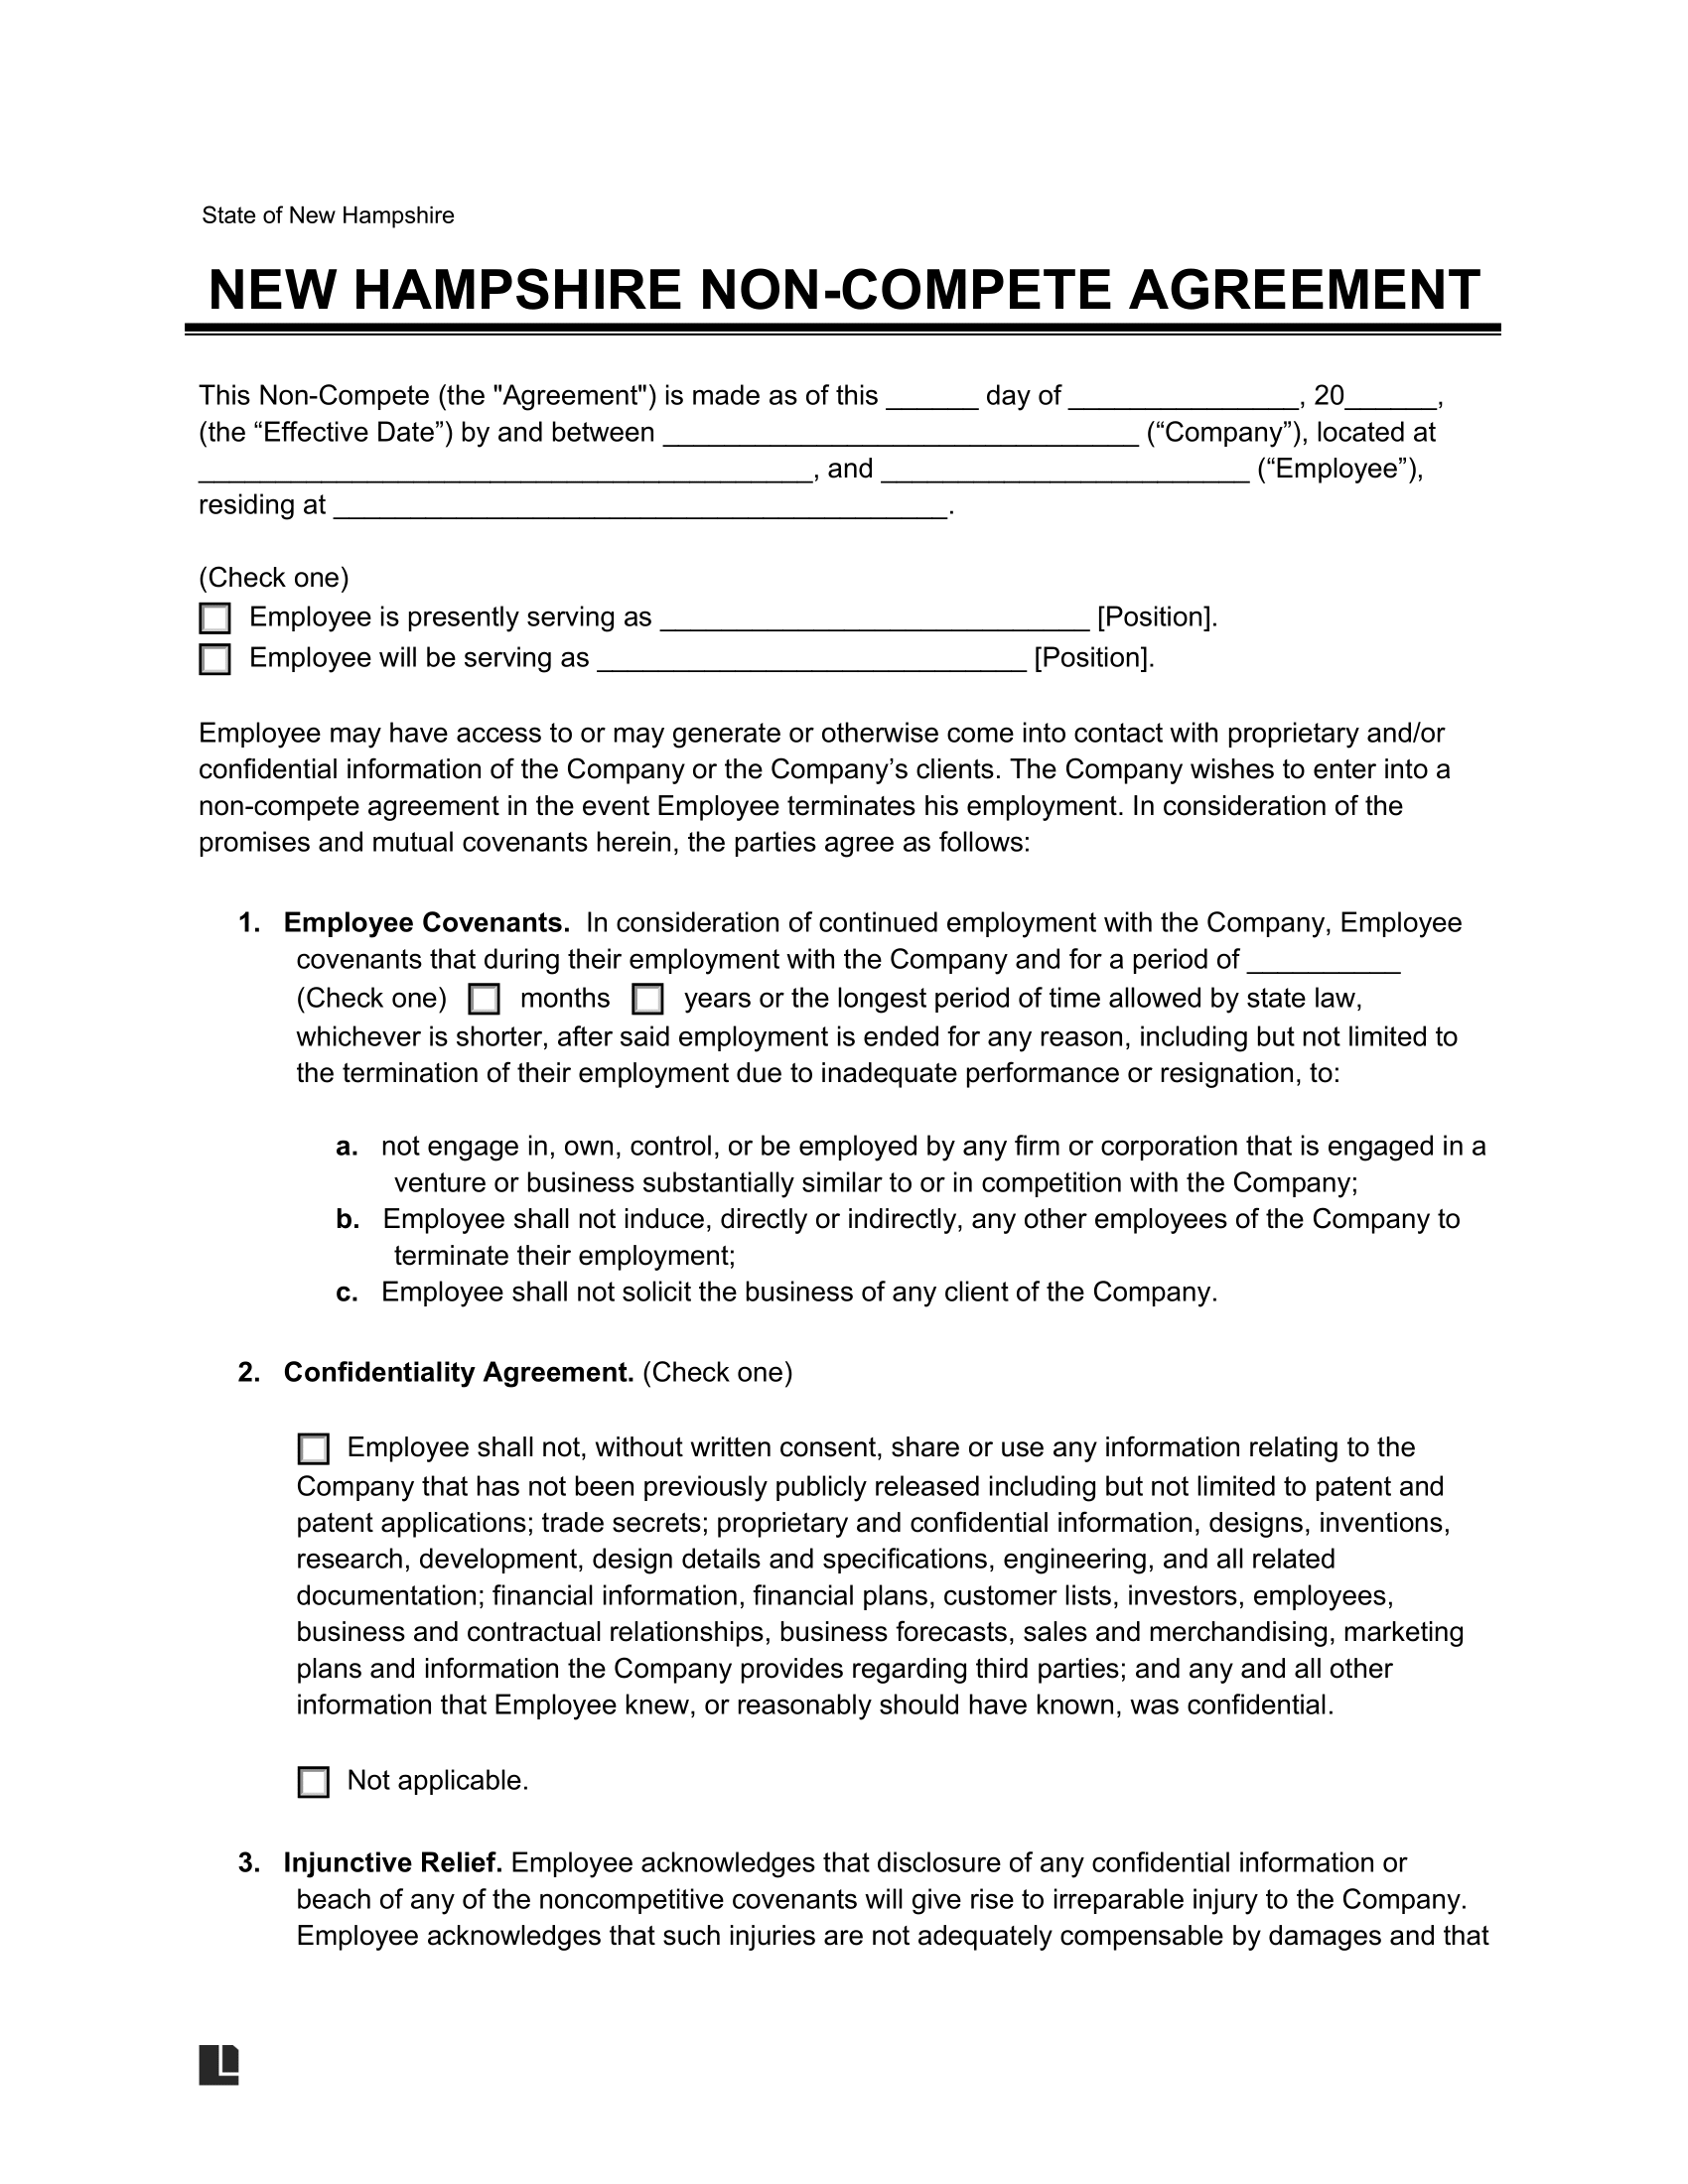 State of New Hampshire
NEW HAMPSHIRE NON-COMPETE AGREEMENT
This Non-Compete (the "Agreement") is made as of this ______ day of _______________, 20______,
(the “Effective Date”) by and between _______________________________ (“Company”), located at
________________________________________, and ________________________ (“Employee”),
residing at ________________________________________.
(Check one)
Employee is presently serving as ____________________________ [Position].
Employee will be serving as ____________________________ [Position].
Employee may have access to or may generate or otherwise come into contact with proprietary and/or
confidential information of the Company or the Company’s clients. The Company wishes to enter into a
non-compete agreement in the event Employee terminates his employment. In consideration of the
promises and mutual covenants herein, the parties agree as follows:
1. Employee Covenants. In consideration of continued employment with the Company, Employee
covenants that during their employment with the Company and for a period of __________
(Check one) months years or the longest period of time allowed by state law,
whichever is shorter, after said employment is ended for any reason, including but not limited to
the termination of their employment due to inadequate performance or resignation, to:
a. not engage in, own, control, or be employed by any firm or corporation that is engaged in a
venture or business substantially similar to or in competition with the Company;
b. Employee shall not induce, directly or indirectly, any other employees of the Company to
terminate their employment;
c. Employee shall not solicit the business of any client of the Company.
2. Confidentiality Agreement. (Check one)
Employee shall not, without written consent, share or use any information relating to the
Company that has not been previously publicly released including but not limited to patent and
patent applications; trade secrets; proprietary and confidential information, designs, inventions,
research, development, design details and specifications, engineering, and all related
documentation; financial information, financial plans, customer lists, investors, employees,
business and contractual relationships, business forecasts, sales and merchandising, marketing
plans and information the Company provides regarding third parties; and any and all other
information that Employee knew, or reasonably should have known, was confidential.
Not applicable.
3. Injunctive Relief. Employee acknowledges that disclosure of any confidential information or
beach of any of the noncompetitive covenants will give rise to irreparable injury to the Company.
Employee acknowledges that such injuries are not adequately compensable by damages and that